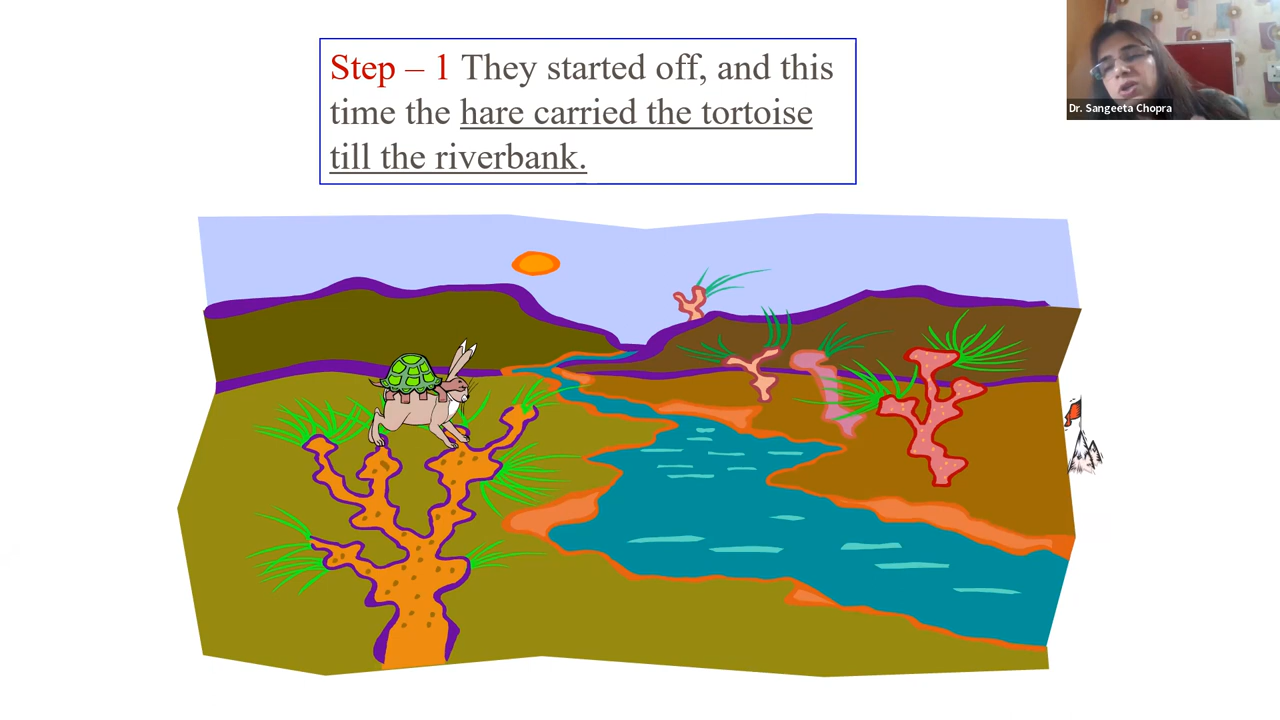 Step – 1 They started off, and this
time the hare carried the tortoise
till the riverbank.
Dr. Sangeeta Chopra